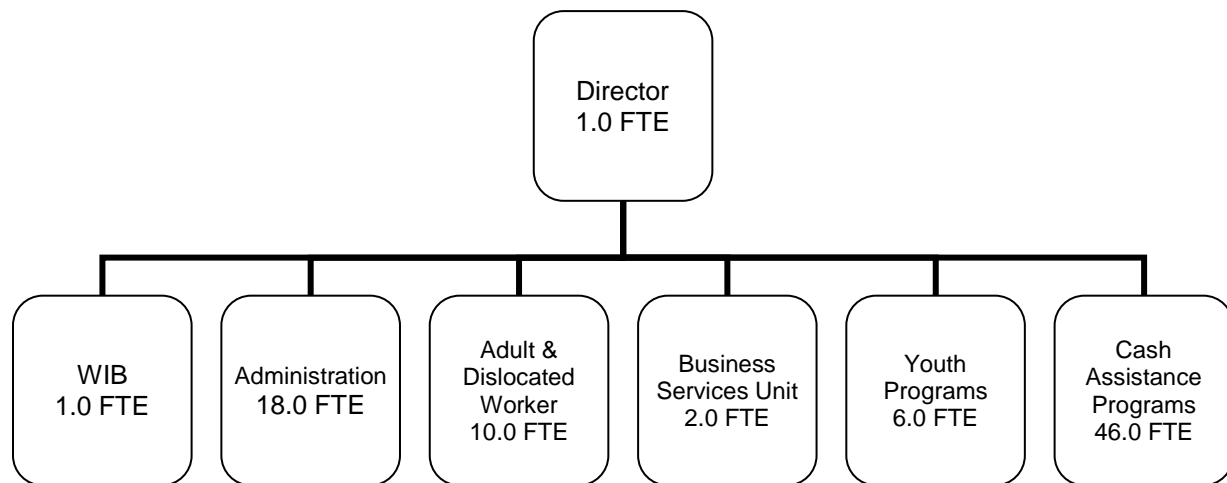 Director
1.0 FTE
WIB
1.0 FTE
Administration
18.0 FTE
Adult &
Dislocated
Worker
10.0 FTE
Business
Services Unit
2.0 FTE
Youth
Programs
6.0 FTE
Cash
Assistance
Programs
46.0 FTE